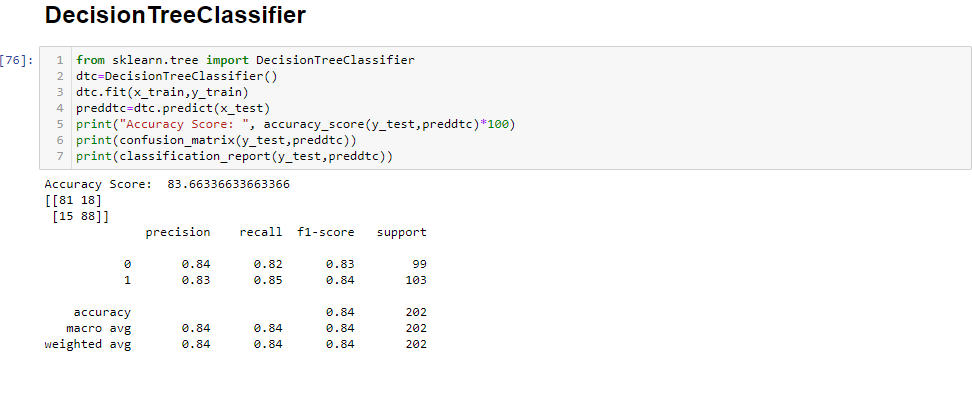 DecisionTreeClassifier
[76]:
1 from sklearn.tree import DecisionTreeClassifier
2 dtc=DecisionTreeClassifier()
3 dtc.fit(x_train,y_train)
4 preddtc=dtc.predict(x_test)
5 print("Accuracy Score: ", accuracy_score(y_test,preddtc)*100)
6 print(confusion_matrix(y_test,preddtc))
7 print(classification_report(y_test,preddtc))
Accuracy Score:  83.66336633663366
[[81 18]
 [15 88]]
              precision    recall  f1-score   support
           0       0.84      0.82      0.83        99
           1       0.83      0.85      0.84       103
    accuracy                           0.84       202
   macro avg       0.84      0.84      0.84       202
weighted avg       0.84      0.84      0.84       202